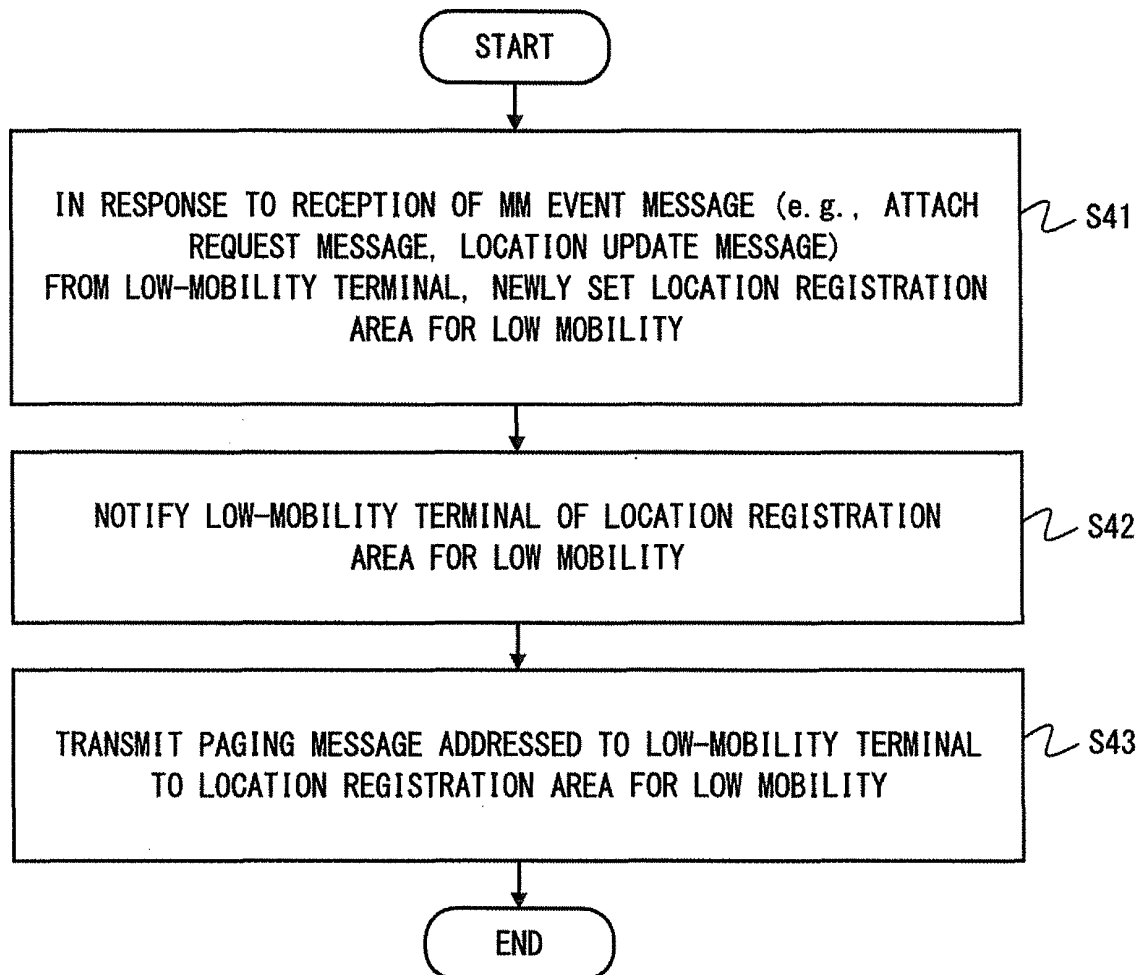 START
IN RESPONSE TO RECEPTION OF MM EVENT MESSAGE (e.g., ATTACH
REQUEST MESSAGE, LOCATION UPDATE MESSAGE)
FROM LOW-MOBILITY TERMINAL, NEWLY SET LOCATION REGISTRATION
AREA FOR LOW MOBILITY
S41
NOTIFY LOW-MOBILITY TERMINAL OF LOCATION REGISTRATION
AREA FOR LOW MOBILITY
S42
TRANSMIT PAGING MESSAGE ADDRESSED TO LOW-MOBILITY TERMINAL
TO LOCATION REGISTRATION AREA FOR LOW MOBILITY
S43
END